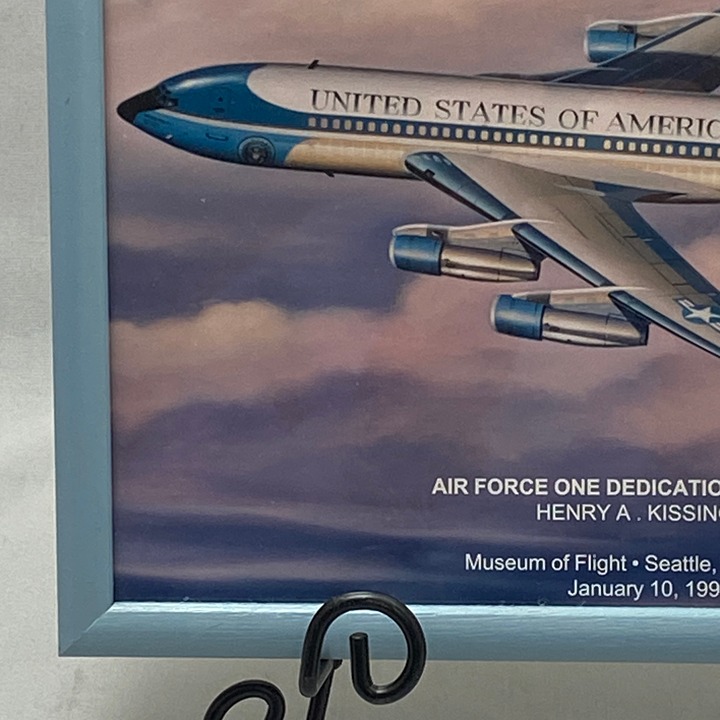 UNITED STATES OF AMERIC
AIR FORCE ONE DEDICATIO
HENRY A . KISSING
Museum of Flight • Seattle,
January 10, 199